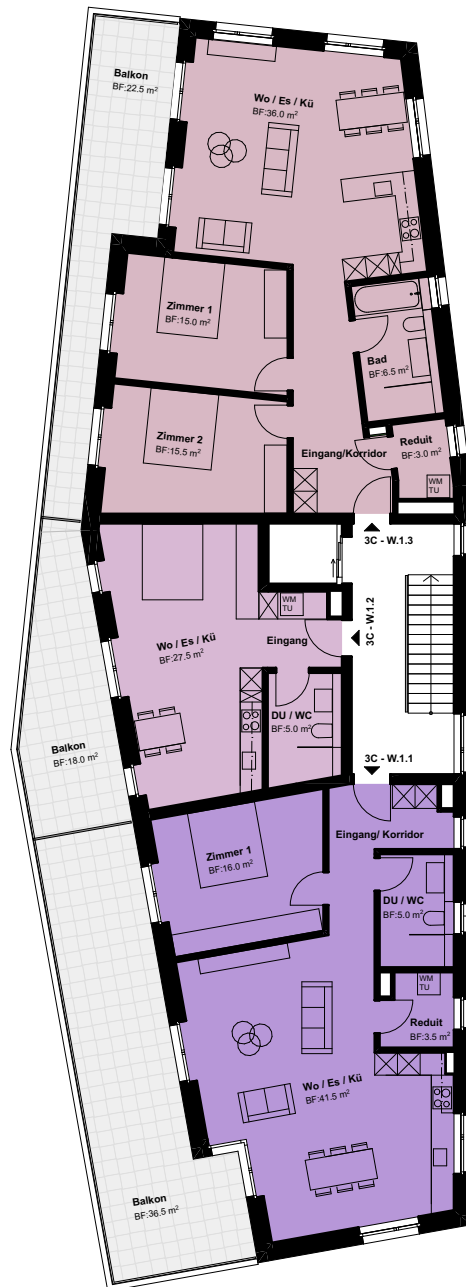 Balkon
BF:22.5 m²
Wo / Es / Kü
BF:36.0 m²
Zimmer 1
BF:15.0 m²
Bad
BF:6.5 m²
Zimmer 2
BF:15.5 m²
Eingang/Korridor
Reduit
BF:3.0 m²
WM
TU
3C - W.1.3
3C - W.1.2
WM
TU
Wo / Es / Kü
BF:27.5 m²
Eingang
DU / WC
BF:5.0 m²
Balkon
BF:18.0 m²
3C - W.1.1
Eingang/ Korridor
Zimmer 1
BF:16.0 m²
DU / WC
BF:5.0 m²
WM
TU
Reduit
BF:3.5 m²
Wo / Es / Kü
BF:41.5 m²
Balkon
BF:36.5 m²